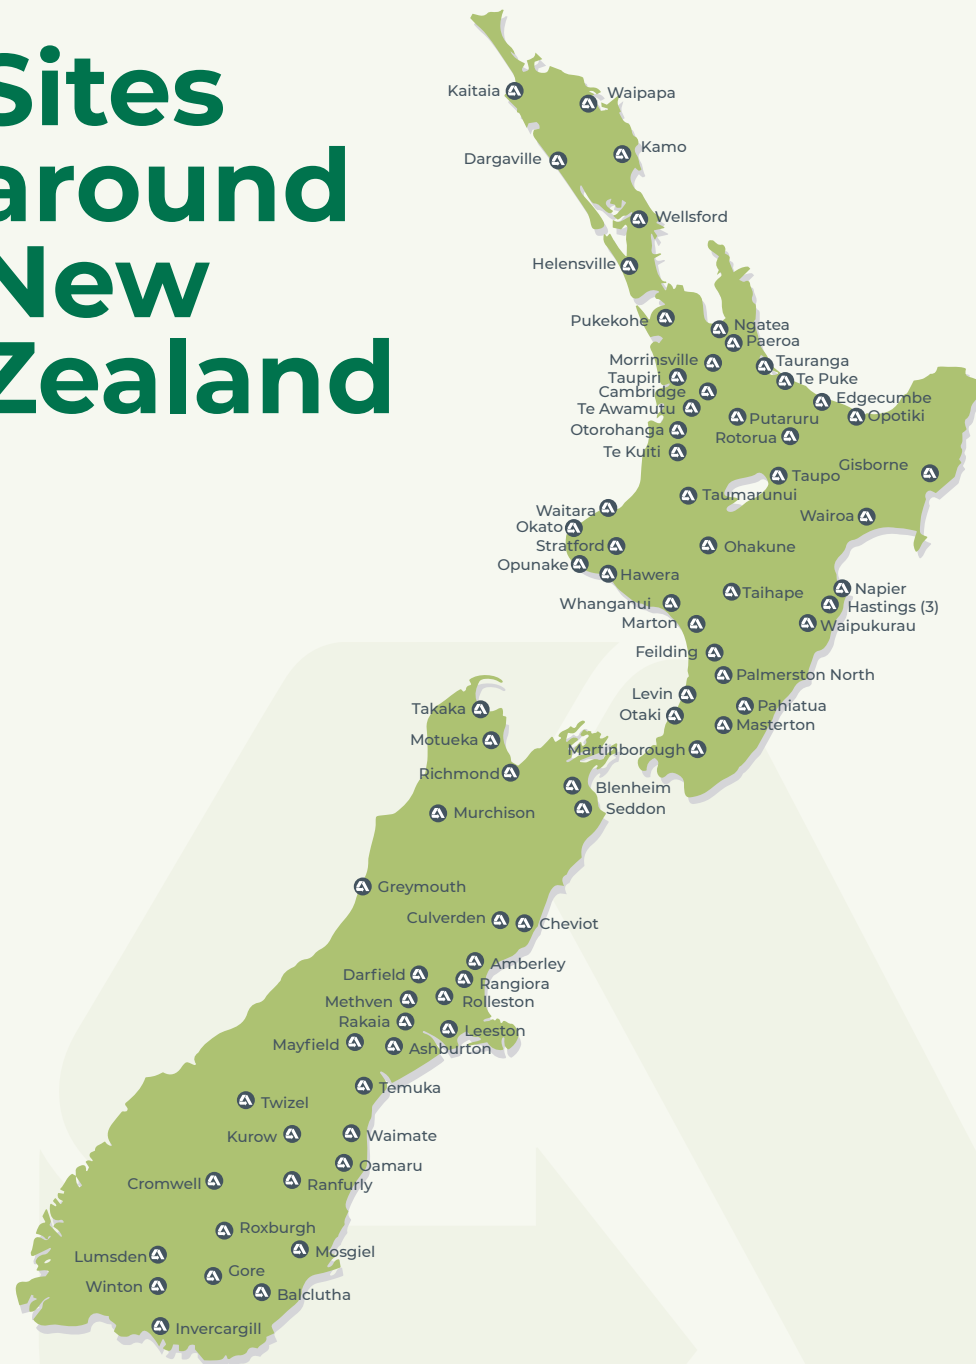 Sites
around
New
Zealand
Kaitaia
Waipapa
Kamo
Dargaville
Wellsford
Helensville
Pukekohe
Ngatea
Paeroa
Morrinsville
Tauranga
Taupiri
Te Puke
Cambridge
Edgecumbe
Te Awamutu
Opotiki
Putaruru
Otorohanga
Rotorua
Te Kuiti
Gisborne
Taupo
Taumarunui
Waitara
Wairoa
Okato
Stratford
Ohakune
Opunake
Hawera
Napier
Taihape
Whanganui
Hastings (3)
Marton
Waipukurau
Feilding
Palmerston North
Levin
Pahiatua
Takaka
Otaki
Masterton
Motueka
Martinborough
Richmond
Blenheim
Seddon
Murchison
Greymouth
Culverden
Cheviot
Amberley
Darfield
Rangiora
Methven
Rolleston
Rakaia
Leeston
Mayfield
Ashburton
Temuka
Twizel
Kurow
Waimate
Oamaru
Cromwell
Ranfurly
Roxburgh
Mosgiel
Lumsden
Gore
Winton
Balclutha
Invercargill